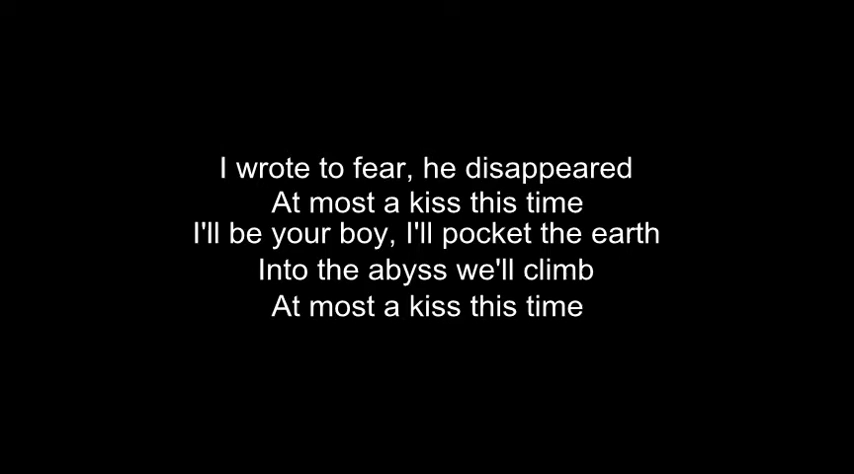 I wrote to fear, he disappeared
At most a kiss this time
I'll be your boy, I'll pocket the earth
Into the abyss we'll climb
At most a kiss this time